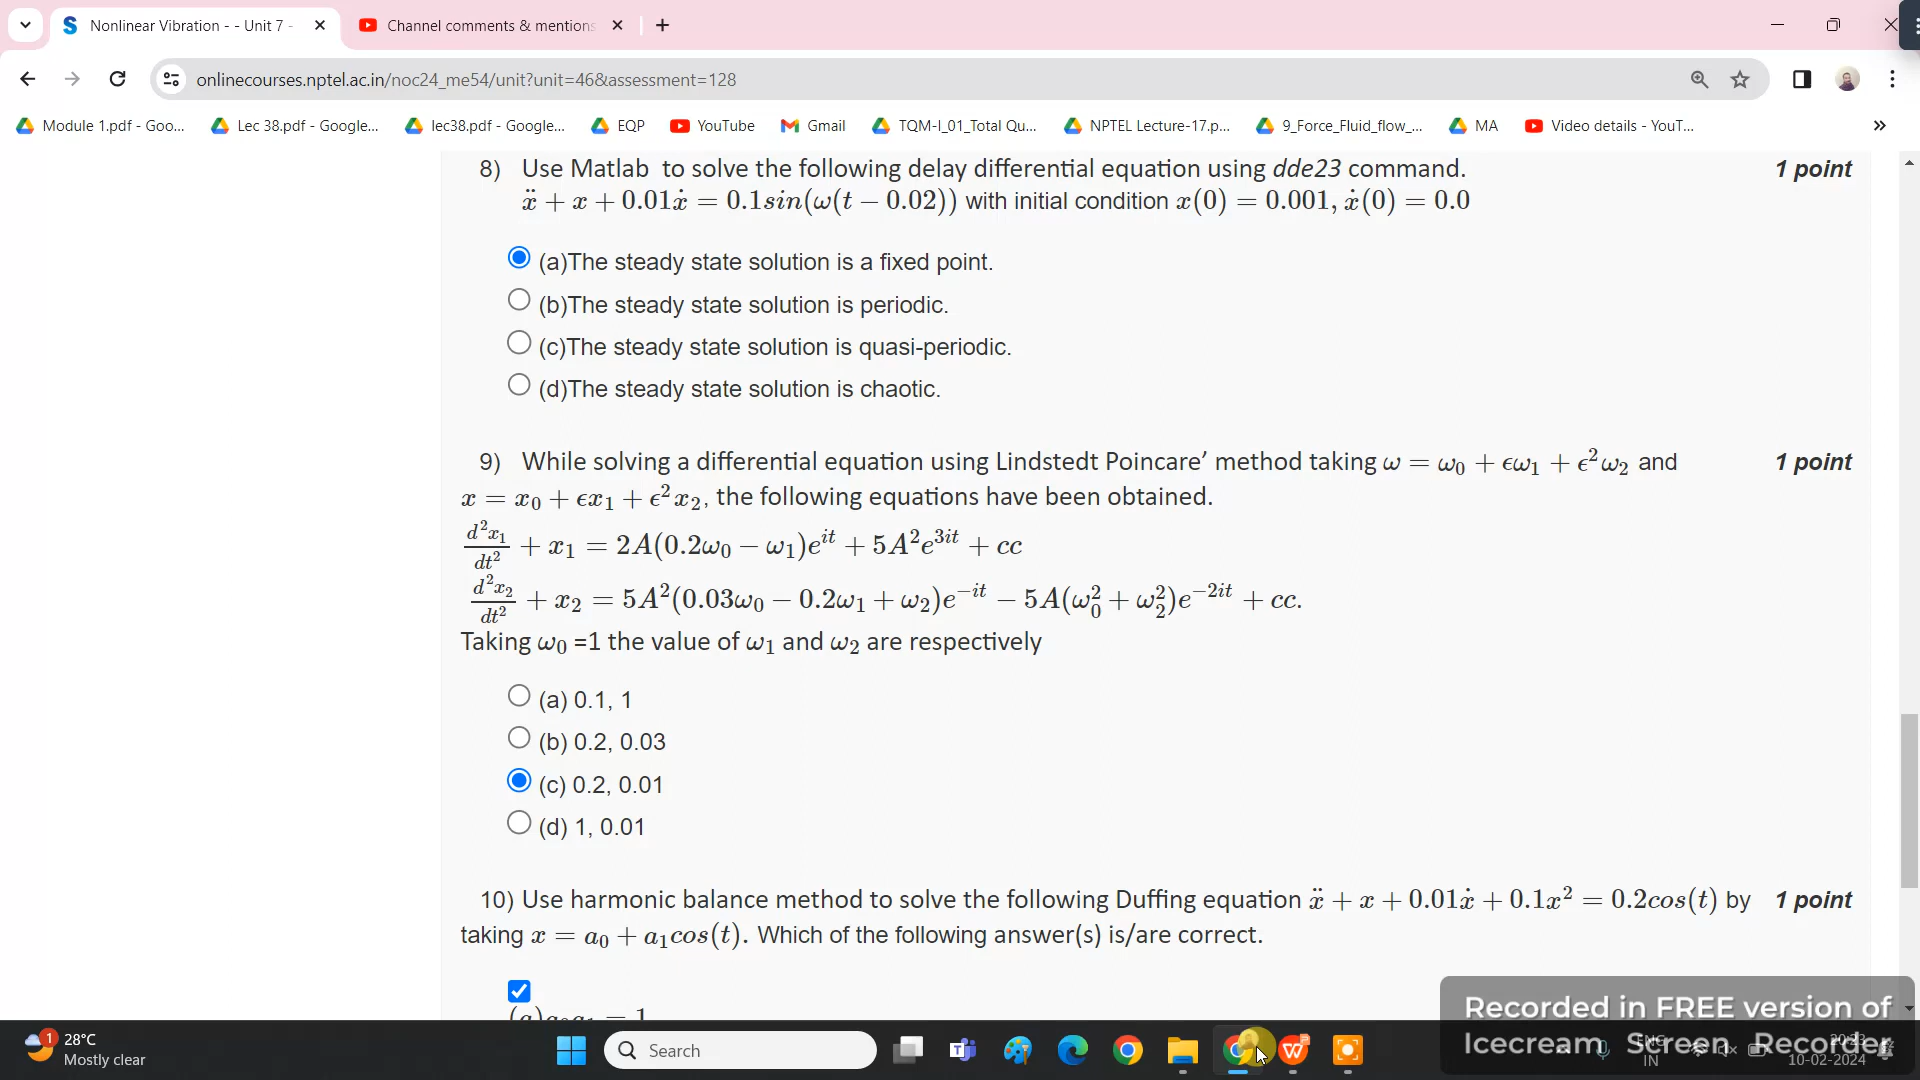 Nonlinear Vibration - - Unit 7 -
Channel comments & mentions
onlinecourses.nptel.ac.in/noc24_me54/unit?unit=46&assessment=128
Module 1.pdf - Goo...
Lec 38.pdf - Google...
lec38.pdf - Google...
EQP
YouTube
Gmail
TQM-I_01_Total Qu...
NPTEL Lecture-17.p...
9_Force_Fluid_flow_...
MA
Video details - YouT...
8) Use Matlab to solve the following delay differential equation using dde23 command. 1 point
ẍ + x + 0.01ẋ = 0.1sin(ω(t − 0.02)) with initial condition x(0) = 0.001, ẋ(0) = 0.0
(a)The steady state solution is a fixed point.
(b)The steady state solution is periodic.
(c)The steady state solution is quasi-periodic.
(d)The steady state solution is chaotic.
9) While solving a differential equation using Lindstedt Poincare’ method taking ω = ω₀ + ϵω₁ + ϵ²ω₂ and 1 point
x = x₀ + ϵx₁ + ϵ²x₂, the following equations have been obtained.
d²x₁/dt² + x₁ = 2A(0.2ω₀ − ω₁)e^{it} + 5A²e^{3it} + cc
d²x₂/dt² + x₂ = 5A²(0.03ω₀ − 0.2ω₁ + ω₂)e^{−it} − 5A(ω₀² + ω₂²)e^{−2it} + cc.
Taking ω₀ =1 the value of ω₁ and ω₂ are respectively
(a) 0.1, 1
(b) 0.2, 0.03
(c) 0.2, 0.01
(d) 1, 0.01
10) Use harmonic balance method to solve the following Duffing equation ẍ + x + 0.01ẋ + 0.1x² = 0.2cos(t) by 1 point
taking x = a₀ + a₁cos(t). Which of the following answer(s) is/are correct.
(a)a₀a₁ = 1
Recorded in FREE version of
Icecream Screen Recorder
1
28°C
Mostly clear
Search
ENG
IN
20:23
10-02-2024